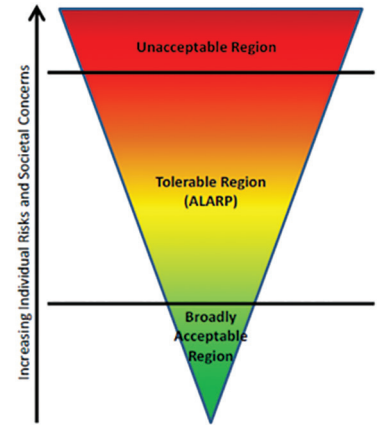 Unacceptable Region
Tolerable Region
(ALARP)
Broadly
Acceptable
Region
Increasing Individual Risks and Societal Concerns